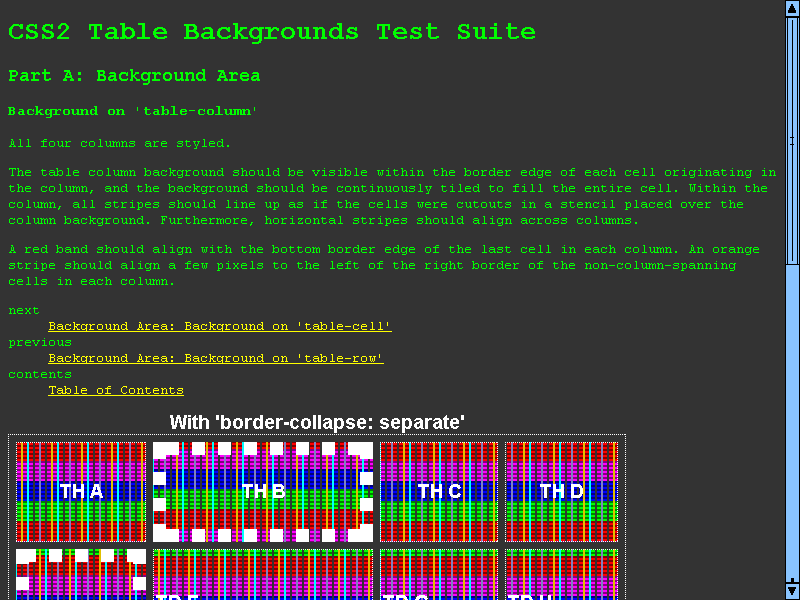 CSS2 Table Backgrounds Test Suite
Part A: Background Area
Background on 'table-column'
All four columns are styled.
The table column background should be visible within the border edge of each cell originating in
the column, and the background should be continuously tiled to fill the entire cell. Within the
column, all stripes should line up as if the cells were cutouts in a stencil placed over the
column background. Furthermore, horizontal stripes should align across columns.
A red band should align with the bottom border edge of the last cell in each column. An orange
stripe should align a few pixels to the left of the right border of the non-column-spanning
cells in each column.
next
Background Area: Background on 'table-cell'
previous
Background Area: Background on 'table-row'
contents
Table of Contents
With 'border-collapse: separate'
TH A TH B TH C TH D